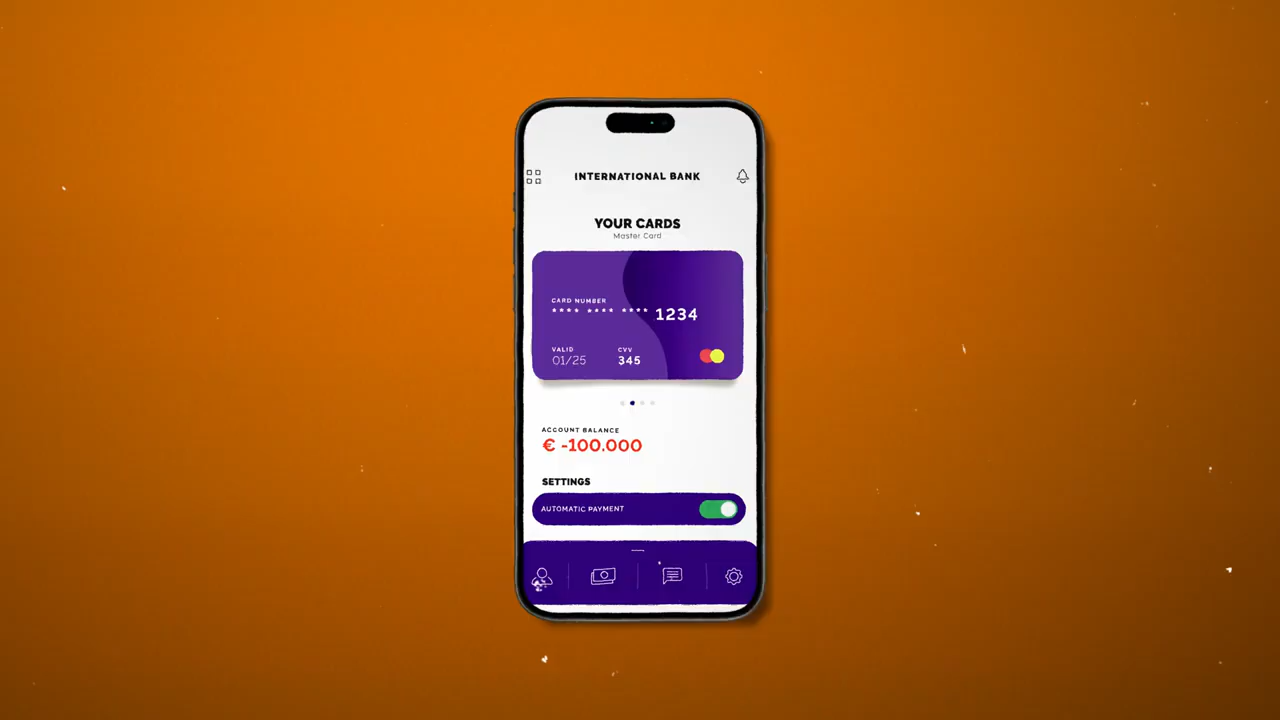 INTERNATIONAL BANK
YOUR CARDS
Master Card
CARD NUMBER
**** **** **** 1234
VALID CVV
01/25 345
ACCOUNT BALANCE
€ -100.000
SETTINGS
AUTOMATIC PAYMENT